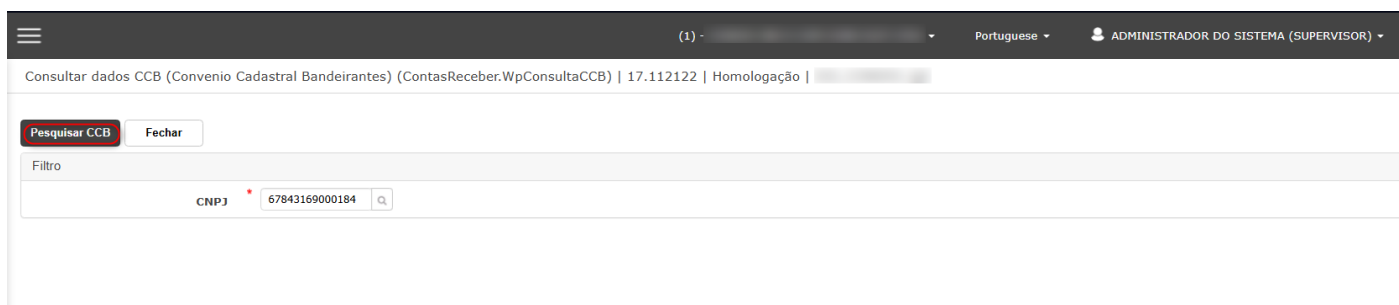 (1) -
Portuguese
ADMINISTRADOR DO SISTEMA (SUPERVISOR)
Consultar dados CCB (Convenio Cadastral Bandeirantes) (ContasReceber.WpConsultaCCB) | 17.112122 | Homologação |
Pesquisar CCB
Fechar
Filtro
CNPJ * 67843169000184